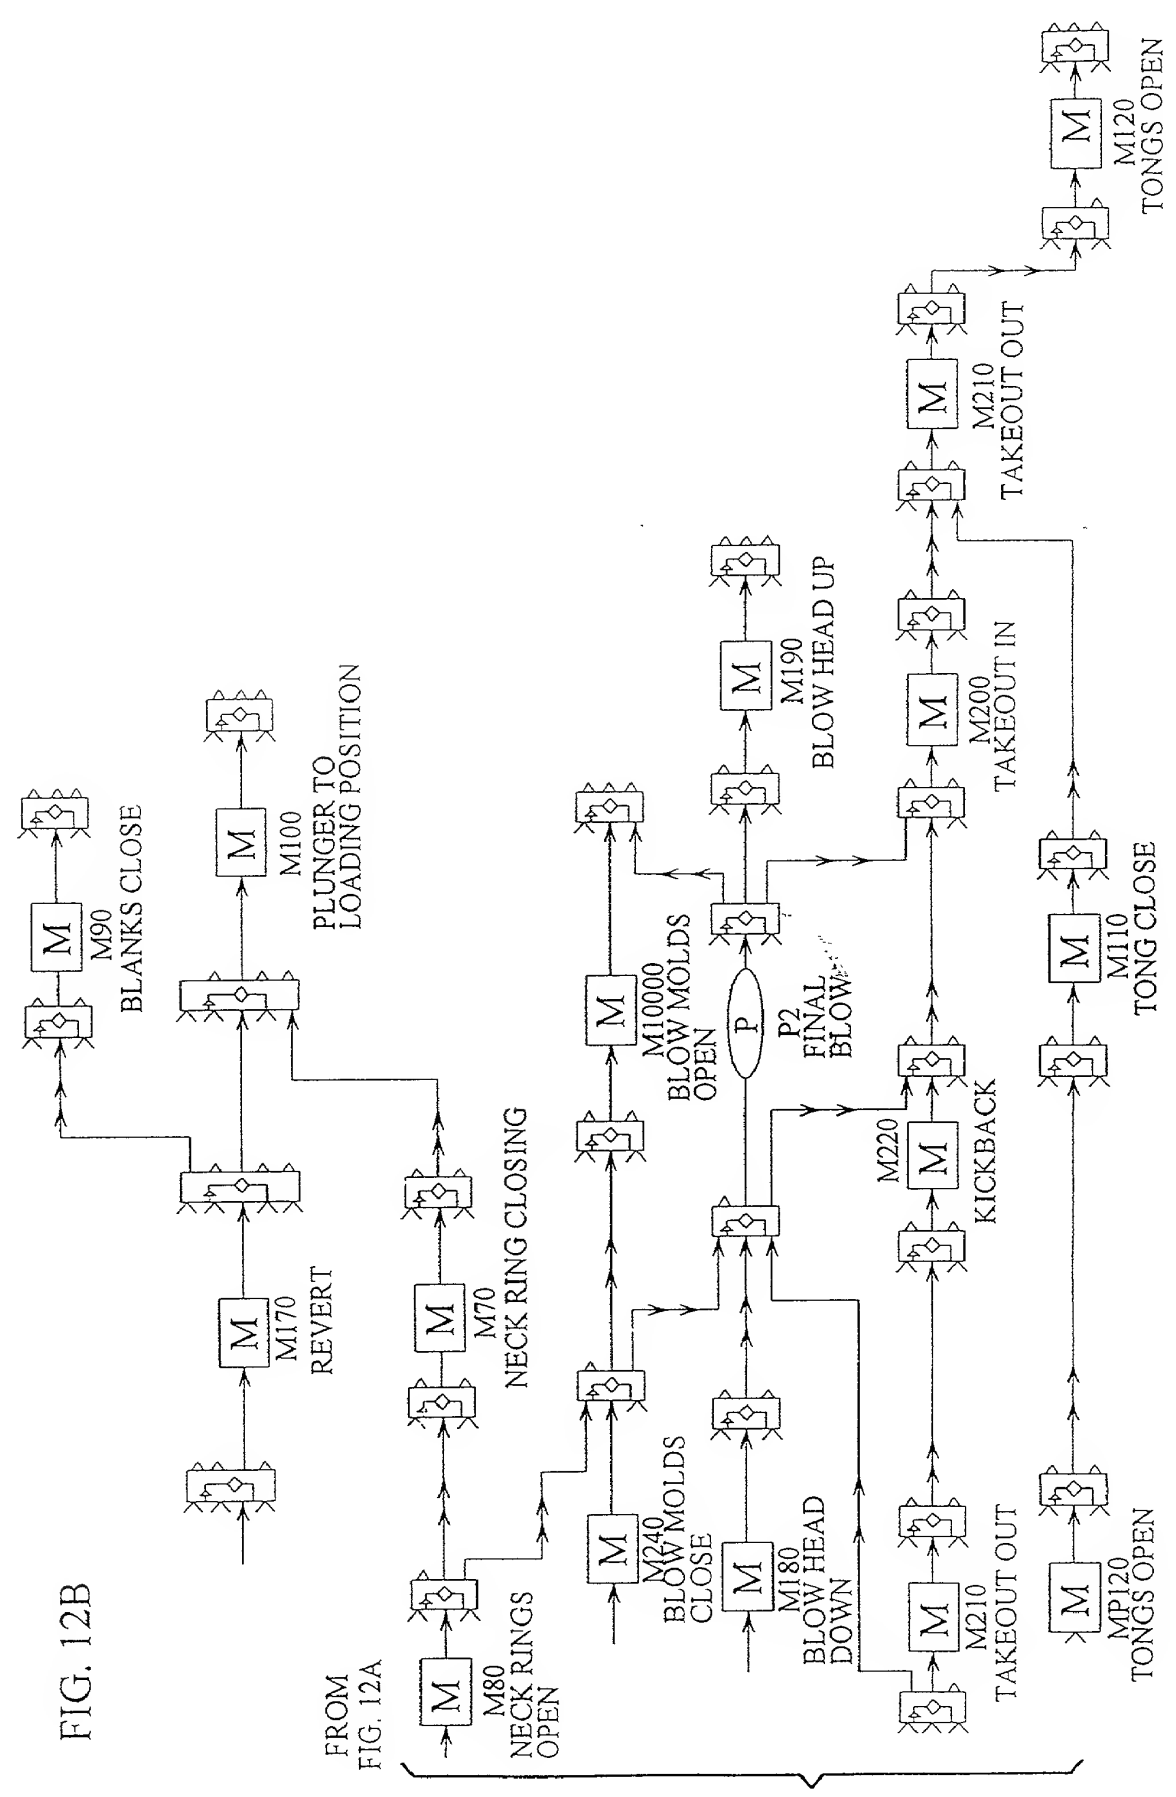 FIG. 12B
FROM
FIG. 12A
M
M90
BLANKS CLOSE
M
M170
REVERT
M
M100
PLUNGER TO
LOADING POSITION
M
M80
NECK RINGS
OPEN
M
M70
NECK RING CLOSING
M
M240
BLOW MOLDS
CLOSE
M
M10000
BLOW MOLDS
OPEN
M
M180
BLOW HEAD
DOWN
P
P2
FINAL
BLOW
M
M190
BLOW HEAD UP
M
M210
TAKEOUT OUT
M
M220
KICKBACK
M
M200
TAKEOUT IN
M
M210
TAKEOUT OUT
M
MP120
TONGS OPEN
M
M110
TONG CLOSE
M
M120
TONGS OPEN